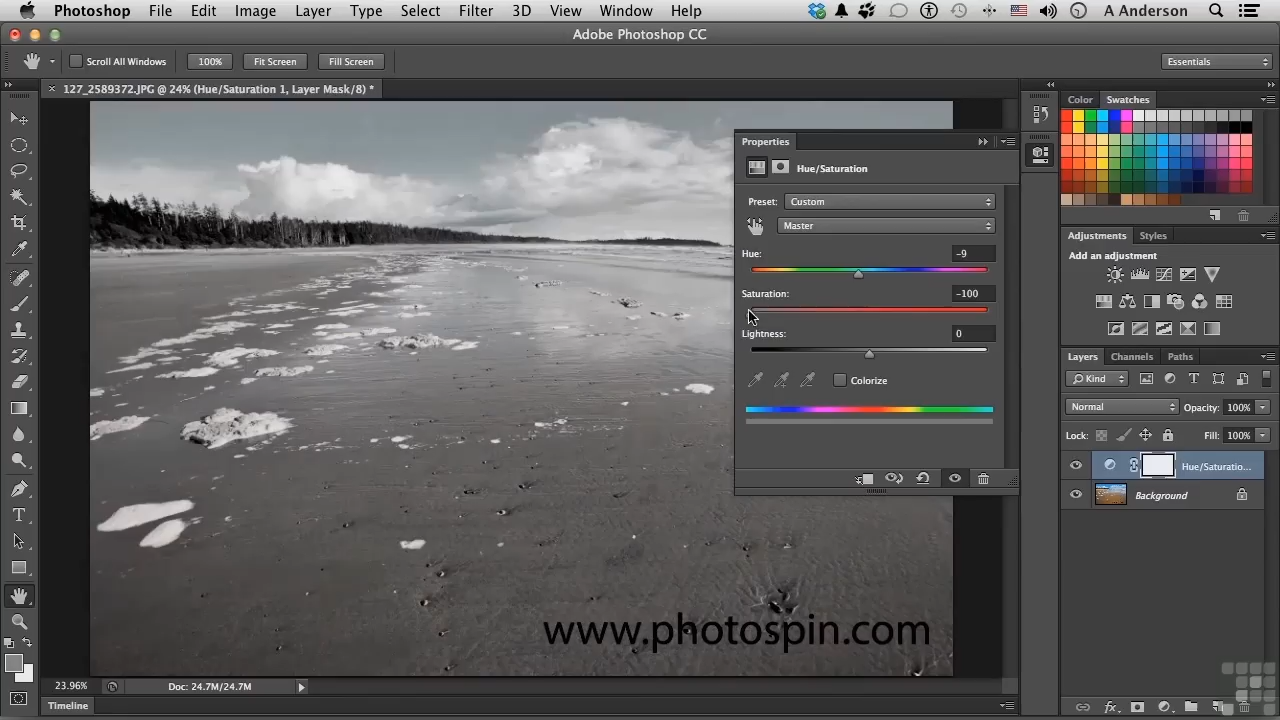 Photoshop File Edit Image Layer Type Select Filter 3D View Window Help A Anderson
Adobe Photoshop CC
Scroll All Windows 100% Fit Screen Fill Screen Essentials
127_2589372.JPG @ 24% (Hue/Saturation 1, Layer Mask/8) *
Color Swatches
Properties
Hue/Saturation
Preset: Custom
Master
Hue: -9
Saturation: -100
Lightness: 0
Colorize
Adjustments Styles
Add an adjustment
Layers Channels Paths
Kind
Normal Opacity: 100%
Lock: Fill: 100%
Hue/Saturatio...
Background
www.photospin.com
23.96% Doc: 24.7M/24.7M
Timeline